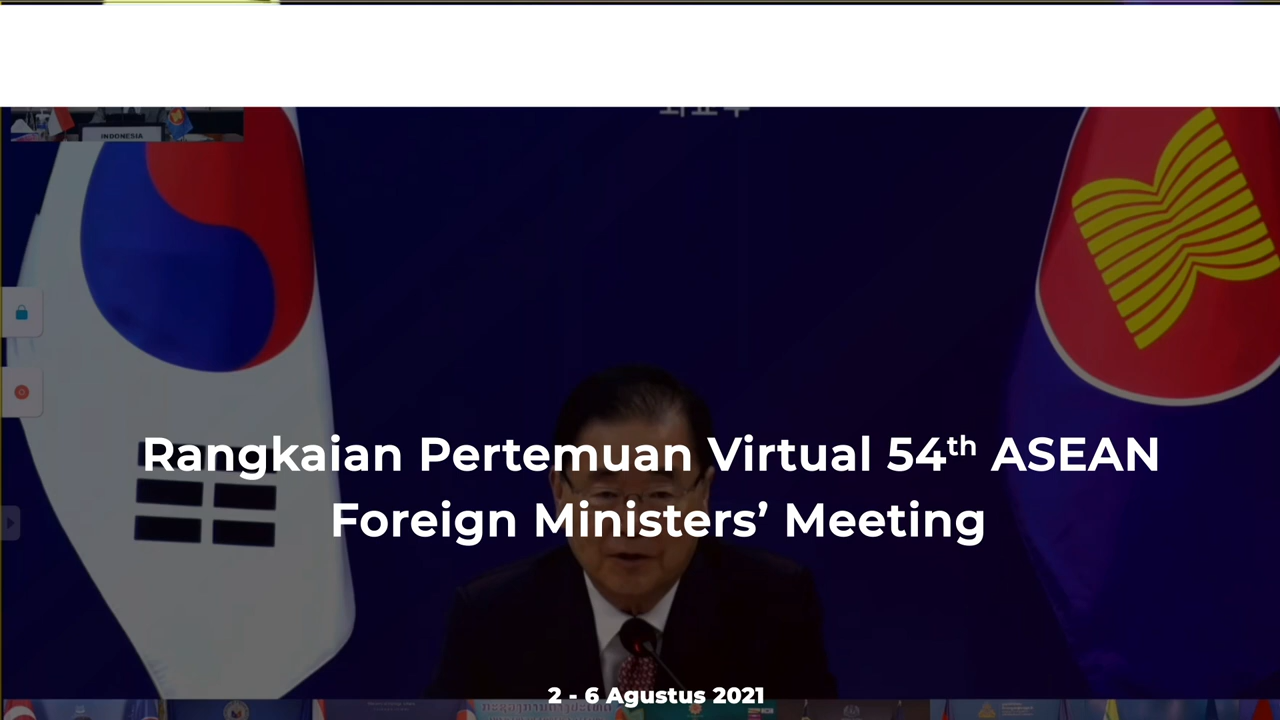 INDONESIA
Rangkaian Pertemuan Virtual 54th ASEAN
Foreign Ministers’ Meeting
2 - 6 Agustus 2021